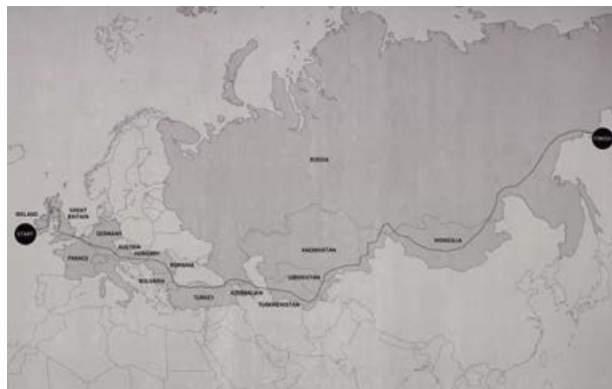 IRELAND
GREAT
BRITAIN
START
GERMANY
FRANCE
AUSTRIA
HUNGARY
ROMANIA
BULGARIA
TURKEY
AZERBAIJAN
TURKMENISTAN
UZBEKISTAN
KAZAKHSTAN
RUSSIA
MONGOLIA
FINISH